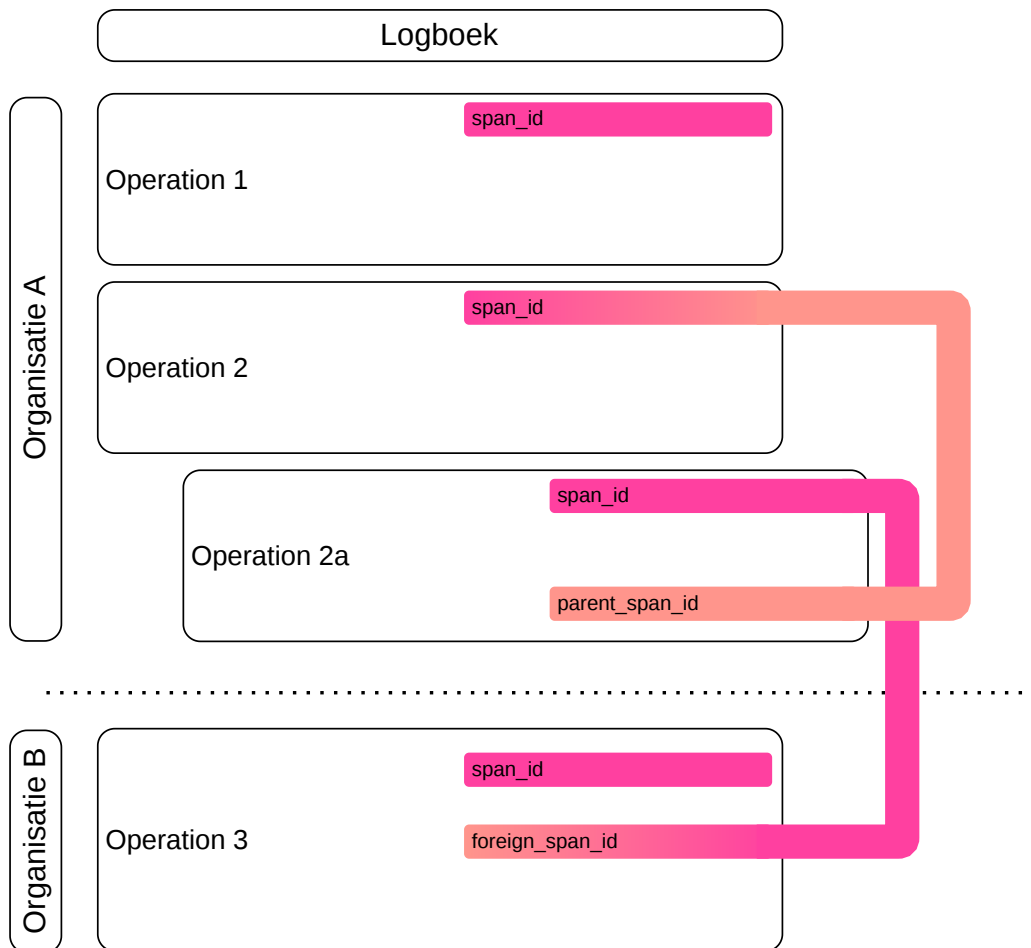 Logboek
Organisatie A
span_id
Operation 1
span_id
Operation 2
span_id
Operation 2a
parent_span_id
Organisatie B
span_id
Operation 3
foreign_span_id